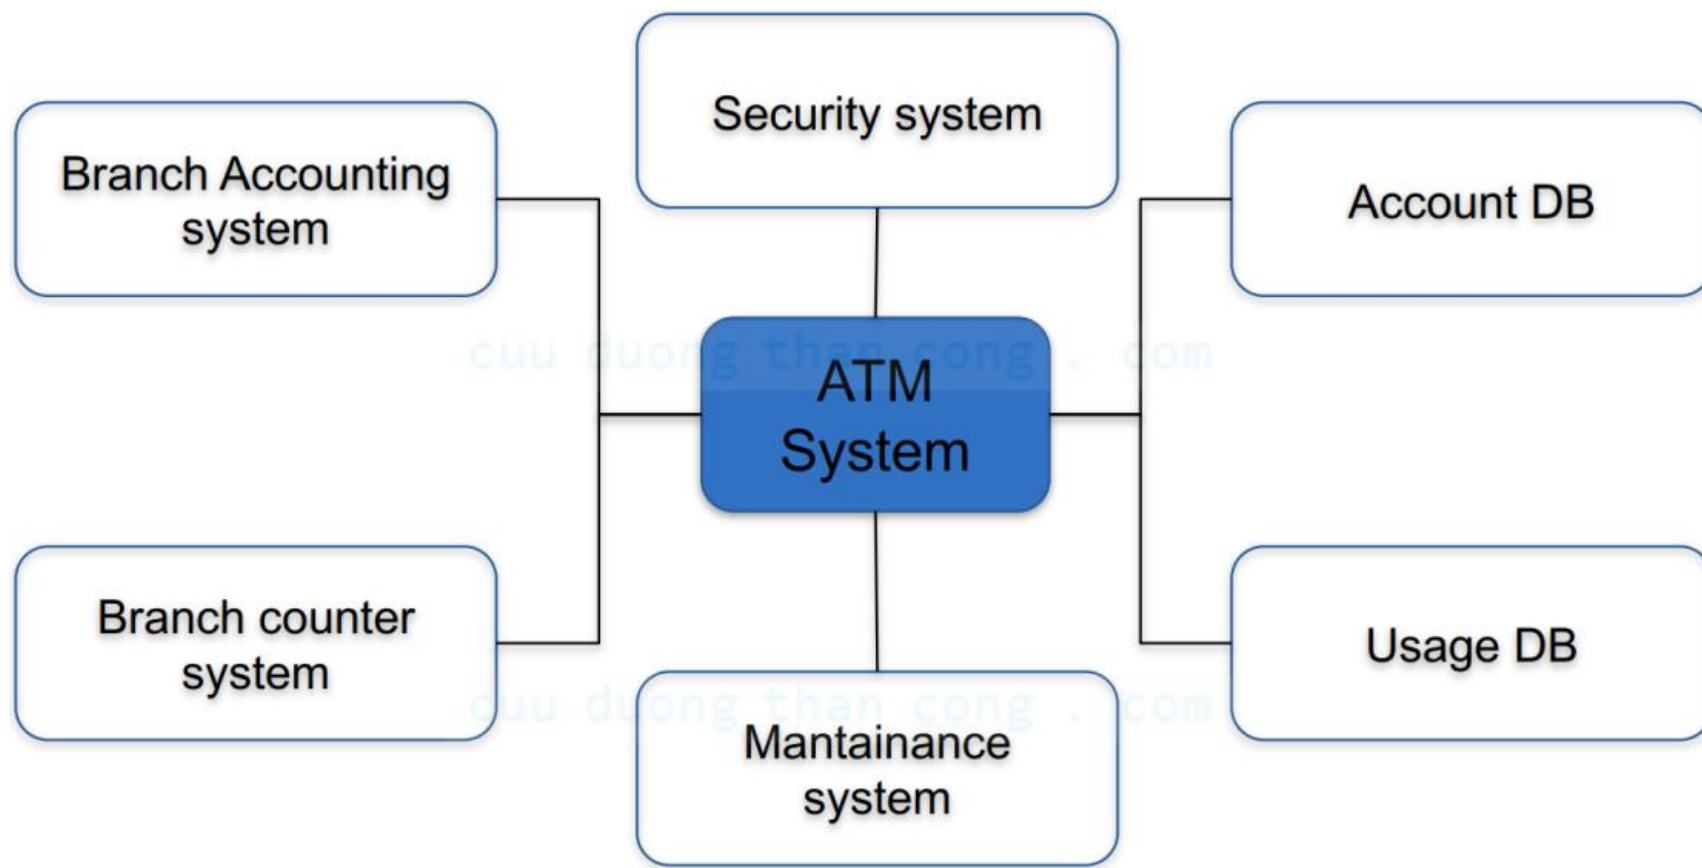 Security system
Branch Accounting
system
Account DB
cuu duong than cong . com
ATM
System
Branch counter
system
Usage DB
cuu duong than cong . com
Mantainance
system